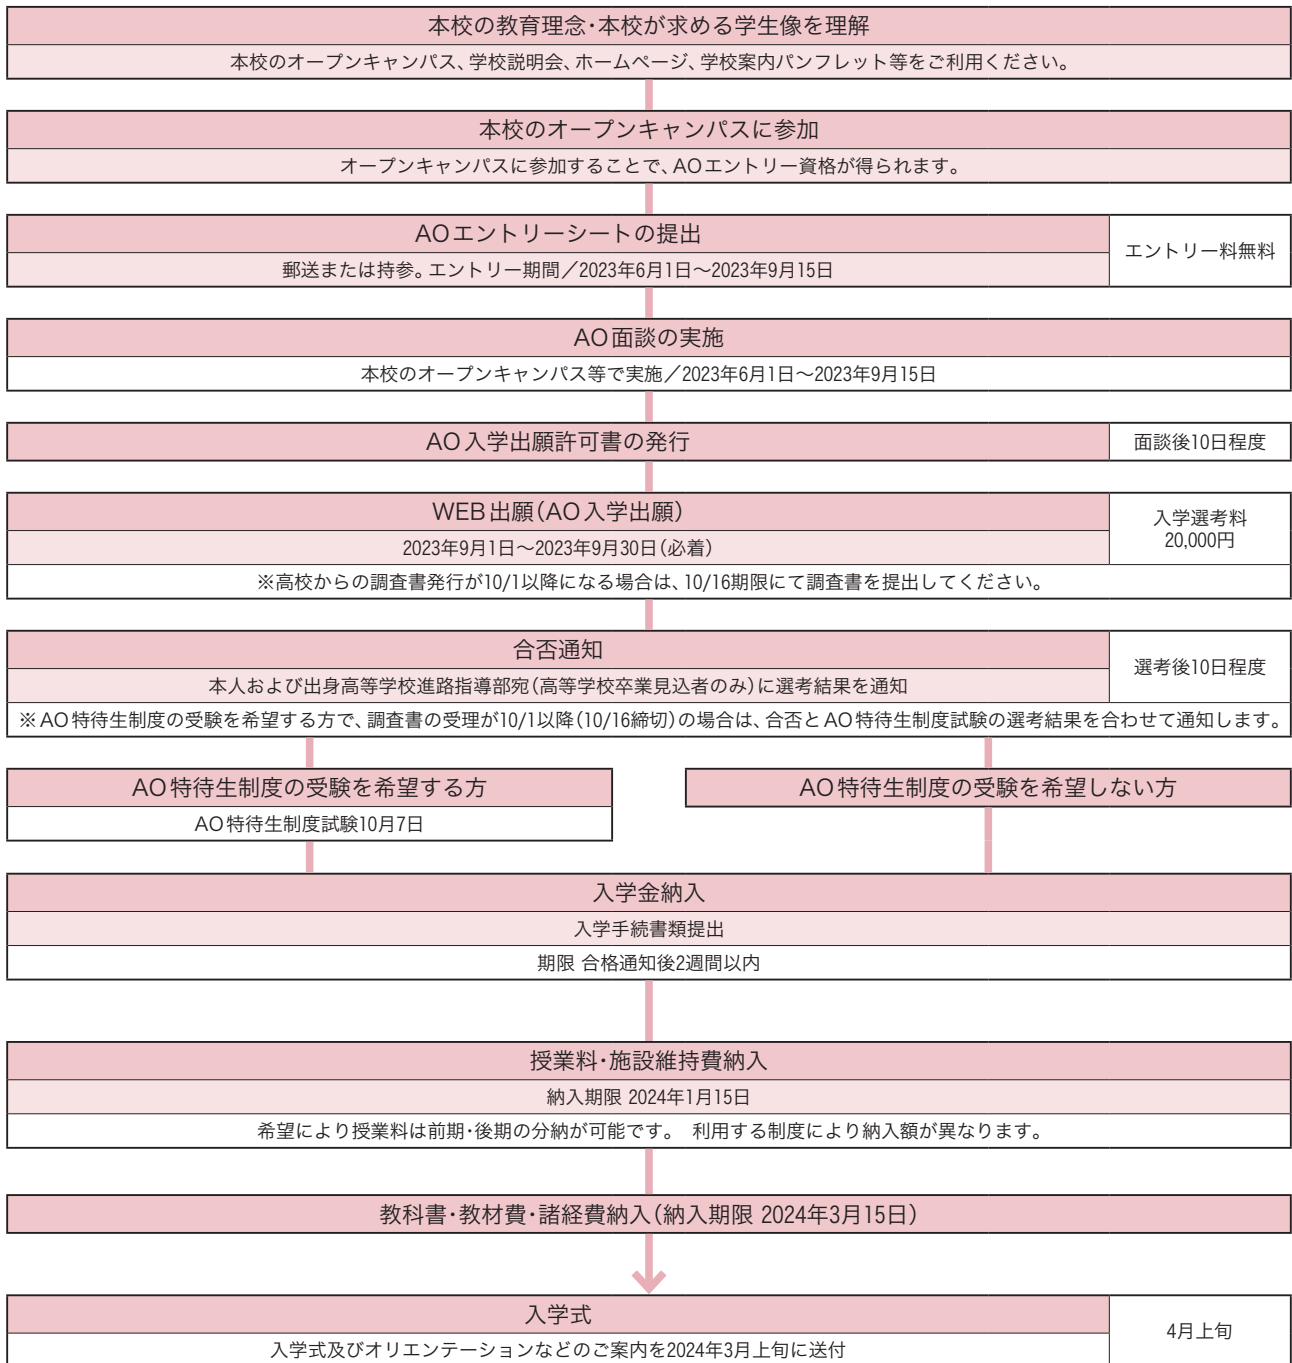 本校の教育理念・本校が求める学生像を理解
本校のオープンキャンパス、学校説明会、ホームページ、学校案内パンフレット等をご利用ください。
本校のオープンキャンパスに参加
オープンキャンパスに参加することで、AOエントリー資格が得られます。
AOエントリーシートの提出
郵送または持参。エントリー期間／2023年6月1日〜2023年9月15日
エントリー料無料
AO面談の実施
本校のオープンキャンパス等で実施／2023年6月1日〜2023年9月15日
AO入学出願許可書の発行
面談後10日程度
WEB出願（AO入学出願）
2023年9月1日〜2023年9月30日（必着）
入学選考料
20,000円
※高校からの調査書発行が10/1以降になる場合は、10/16期限にて調査書を提出してください。
合否通知
本人および出身高等学校進路指導部宛（高等学校卒業見込者のみ）に選考結果を通知
選考後10日程度
※AO特待生制度の受験を希望する方で、調査書の受理が10/1以降（10/16締切）の場合は、合否とAO特待生制度試験の選考結果を合わせて通知します。
AO特待生制度の受験を希望する方
AO特待生制度試験10月7日
AO特待生制度の受験を希望しない方
入学金納入
入学手続書類提出
期限 合格通知後2週間以内
授業料・施設維持費納入
納入期限 2024年1月15日
希望により授業料は前期・後期の分納が可能です。 利用する制度により納入額が異なります。
教科書・教材費・諸経費納入（納入期限 2024年3月15日）
入学式
入学式及びオリエンテーションなどのご案内を2024年3月上旬に送付
4月上旬